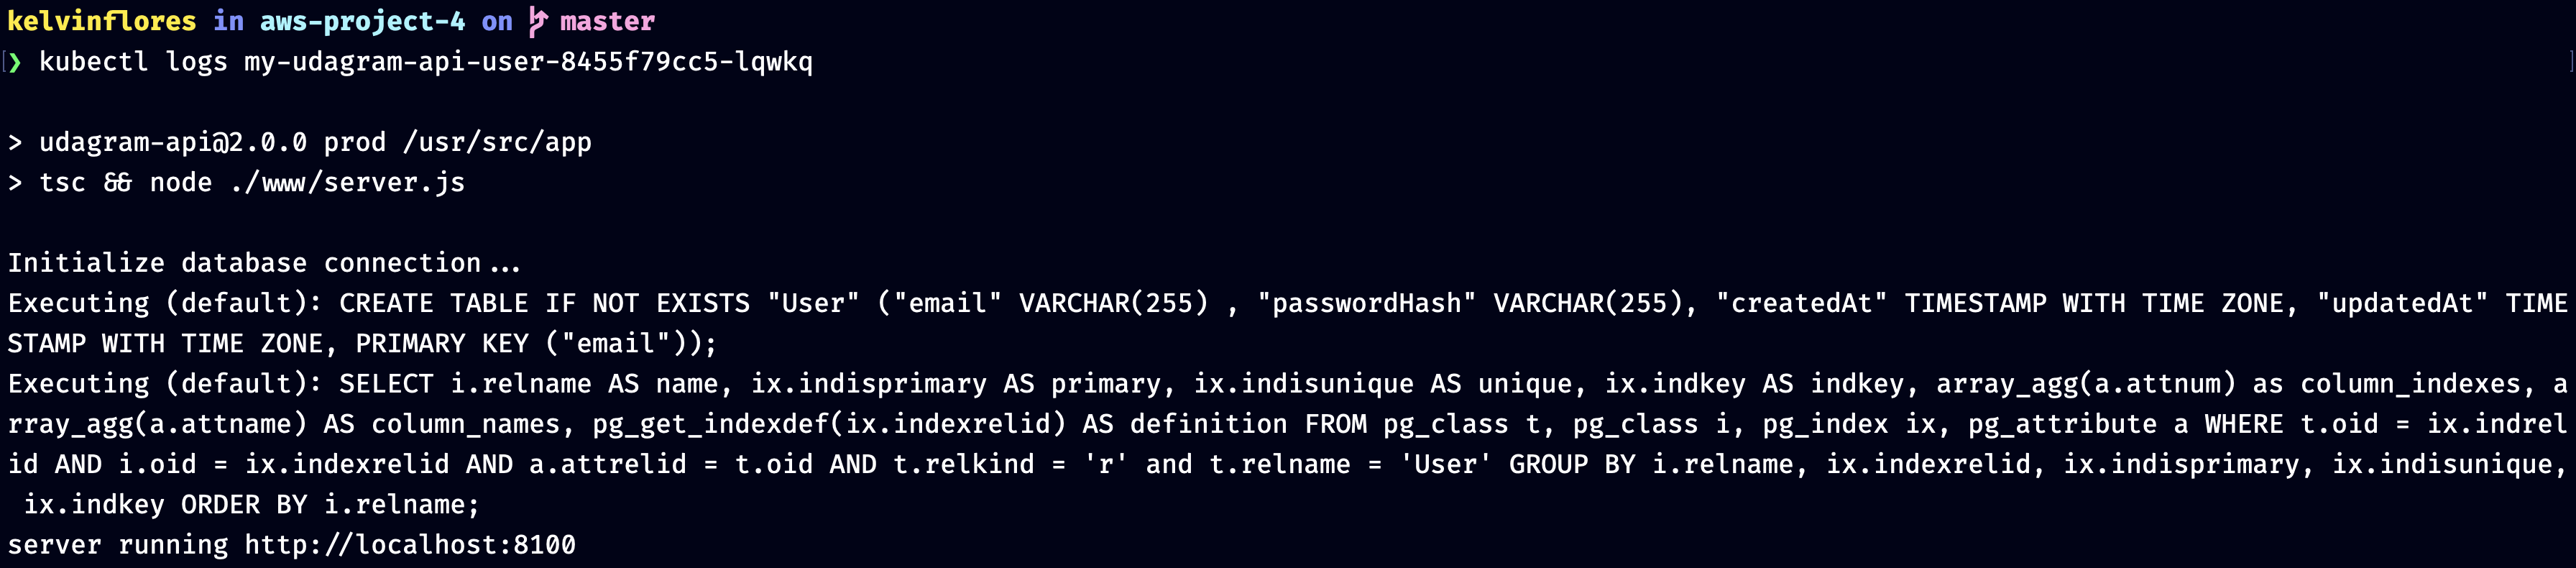 kelvinflores in aws-project-4 on master
❯ kubectl logs my-udagram-api-user-8455f79cc5-lqwkq
> udagram-api@2.0.0 prod /usr/src/app
> tsc && node ./www/server.js
Initialize database connection...
Executing (default): CREATE TABLE IF NOT EXISTS "User" ("email" VARCHAR(255) , "passwordHash" VARCHAR(255), "createdAt" TIMESTAMP WITH TIME ZONE, "updatedAt" TIME
STAMP WITH TIME ZONE, PRIMARY KEY ("email"));
Executing (default): SELECT i.relname AS name, ix.indisprimary AS primary, ix.indisunique AS unique, ix.indkey AS indkey, array_agg(a.attnum) as column_indexes, a
rray_agg(a.attname) AS column_names, pg_get_indexdef(ix.indexrelid) AS definition FROM pg_class t, pg_class i, pg_index ix, pg_attribute a WHERE t.oid = ix.indrel
id AND i.oid = ix.indexrelid AND a.attrelid = t.oid AND t.relkind = 'r' and t.relname = 'User' GROUP BY i.relname, ix.indexrelid, ix.indisprimary, ix.indisunique,
 ix.indkey ORDER BY i.relname;
server running http://localhost:8100